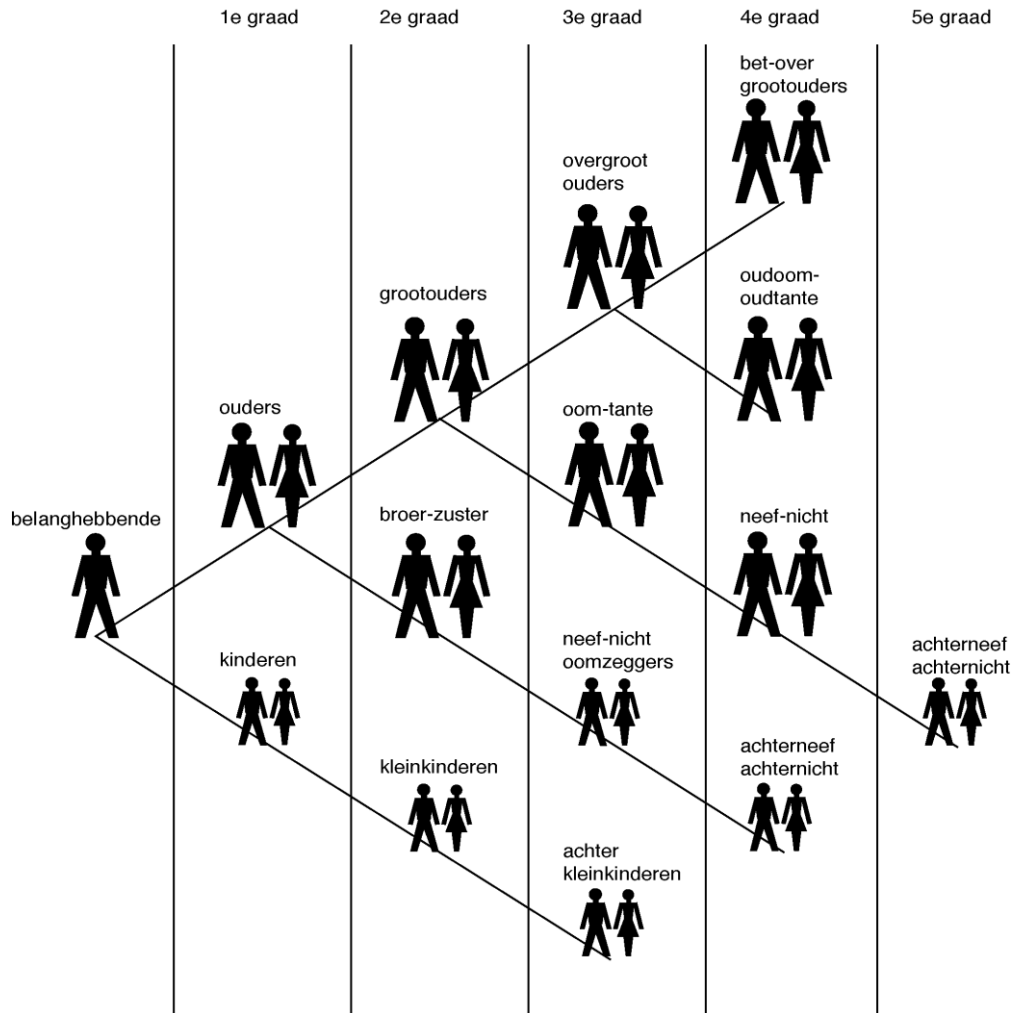 1e graad
2e graad
3e graad
4e graad
5e graad
bet-over
grootouders
overgroot
ouders
oudoom-
oudtante
grootouders
ouders
oom-tante
belanghebbende
broer-zuster
neef-nicht
kinderen
neef-nicht
oomzeggers
achterneef
achternicht
kleinkinderen
achterneef
achternicht
achter
kleinkinderen